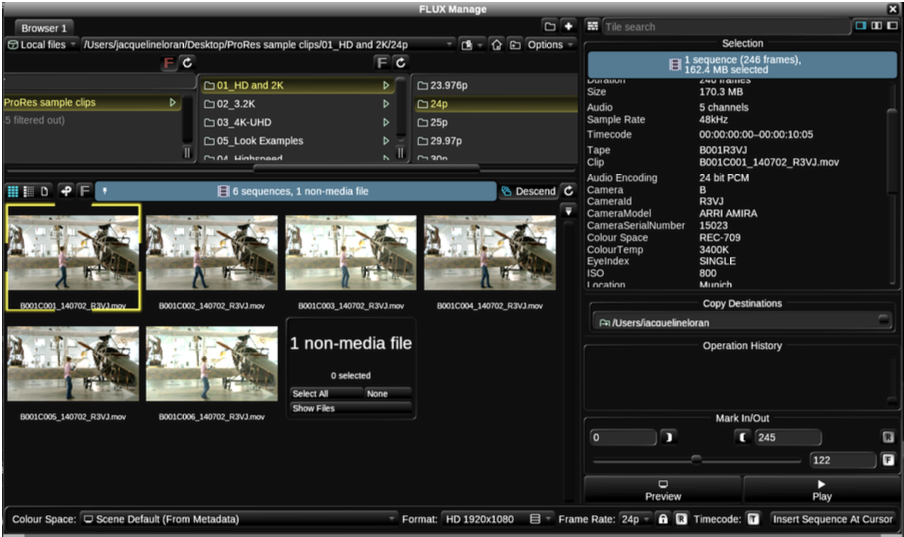 FLUX Manage
Browser 1
Local files
/Users/jacquelineloran/Desktop/ProRes sample clips/01_HD and 2K/24p
Options
F
F
ProRes sample clips
5 filtered out)
01_HD and 2K
02_3.2K
03_4K-UHD
05_Look Examples
04_Highspeed
23.976p
24p
25p
29.97p
30p
F
6 sequences, 1 non-media file
Descend
B001C001_140702_R3VJ.mov
B001C002_140702_R3VJ.mov
B001C003_140702_R3VJ.mov
B001C004_140702_R3VJ.mov
B001C005_140702_R3VJ.mov
B001C006_140702_R3VJ.mov
1 non-media file
0 selected
Select All
None
Show Files
Tile search
Selection
1 sequence (246 frames),
162.4 MB selected
Duration 246 frames
Size 170.3 MB
Audio 5 channels
Sample Rate 48kHz
Timecode 00:00:00:00–00:00:10:05
Tape B001R3VJ
Clip B001C001_140702_R3VJ.mov
Audio Encoding 24 bit PCM
Camera B
CameraId R3VJ
CameraModel ARRI AMIRA
CameraSerialNumber 15023
Colour Space REC-709
ColourTemp 3400K
EyeIndex SINGLE
ISO 800
Location Munich
Copy Destinations
/Users/jacquelineloran
Operation History
Mark In/Out
0
245
R
122
F
Preview
Play
Colour Space: Scene Default (From Metadata)
Format: HD 1920x1080
Frame Rate: 24p
R
Timecode: T
Insert Sequence At Cursor